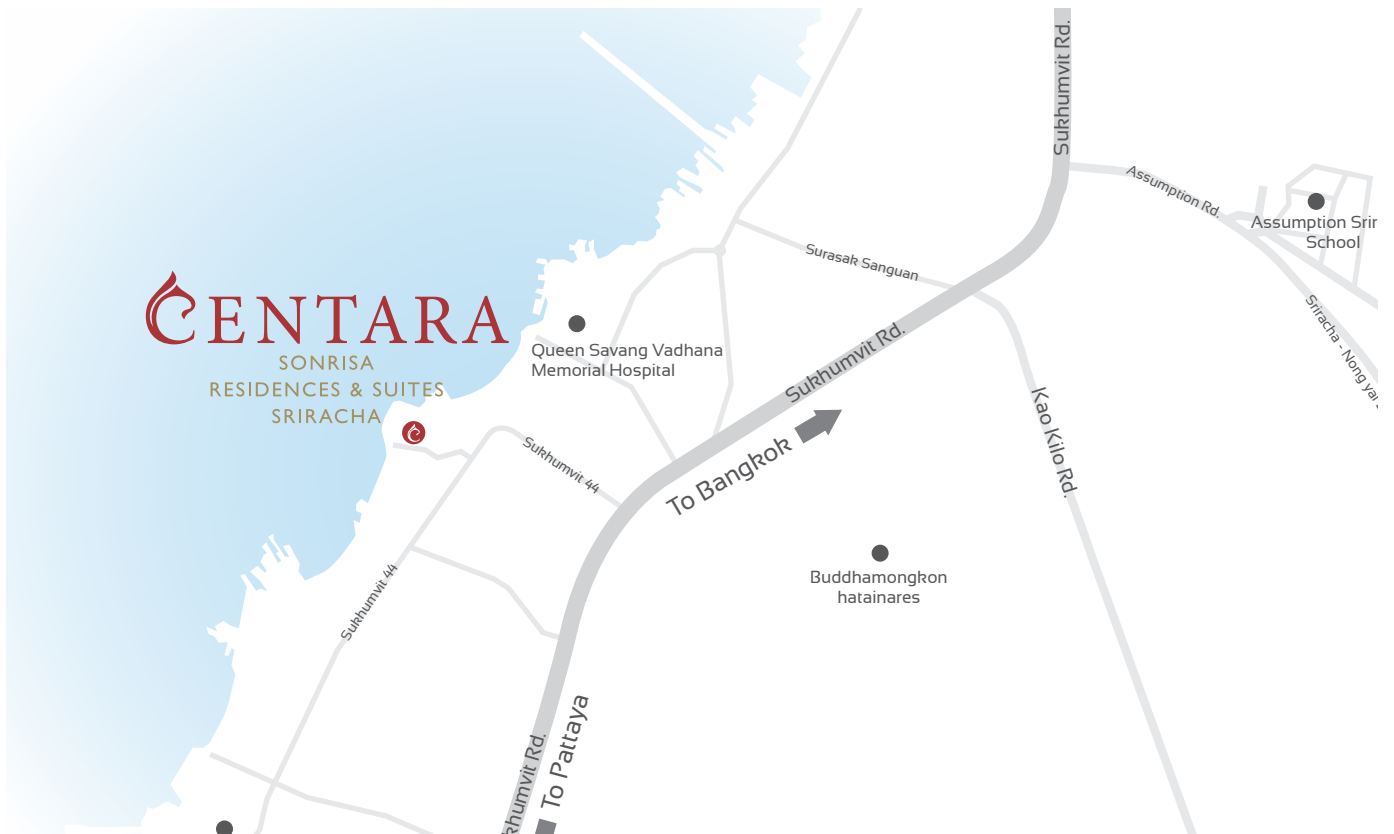 Sukhumvit Rd.
Assumption Rd.
Assumption Srir
School
Surasak Sanguan
CENTARA
SONRISA
RESIDENCES & SUITES
SRIRACHA
Queen Savang Vadhana
Memorial Hospital
Sukhumvit Rd.
Sriracha - Nong yai
To Bangkok
Kao Kilo Rd.
Sukhumvit 44
Buddhamongkon
hatainares
Sukhumvit 44
khumvit Rd.
To Pattaya